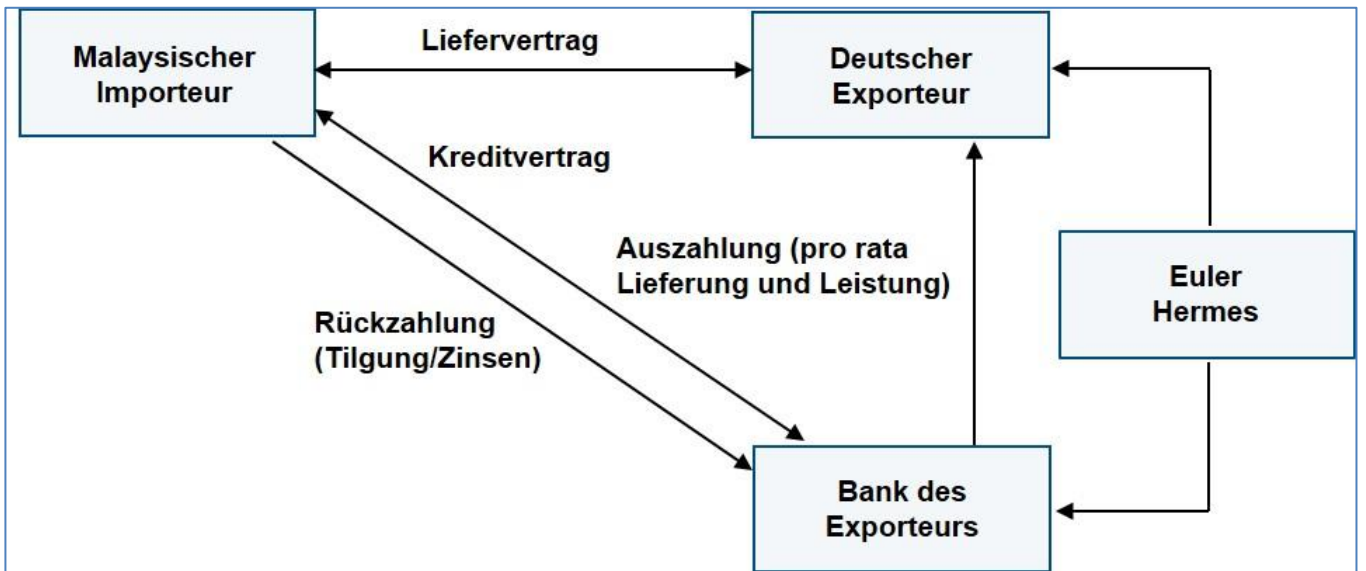 Malaysischer
Importeur
Liefervertrag
Deutscher
Exporteur
Kreditvertrag
Auszahlung (pro rata
Lieferung und Leistung)
Euler
Hermes
Rückzahlung
(Tilgung/Zinsen)
Bank des
Exporteurs